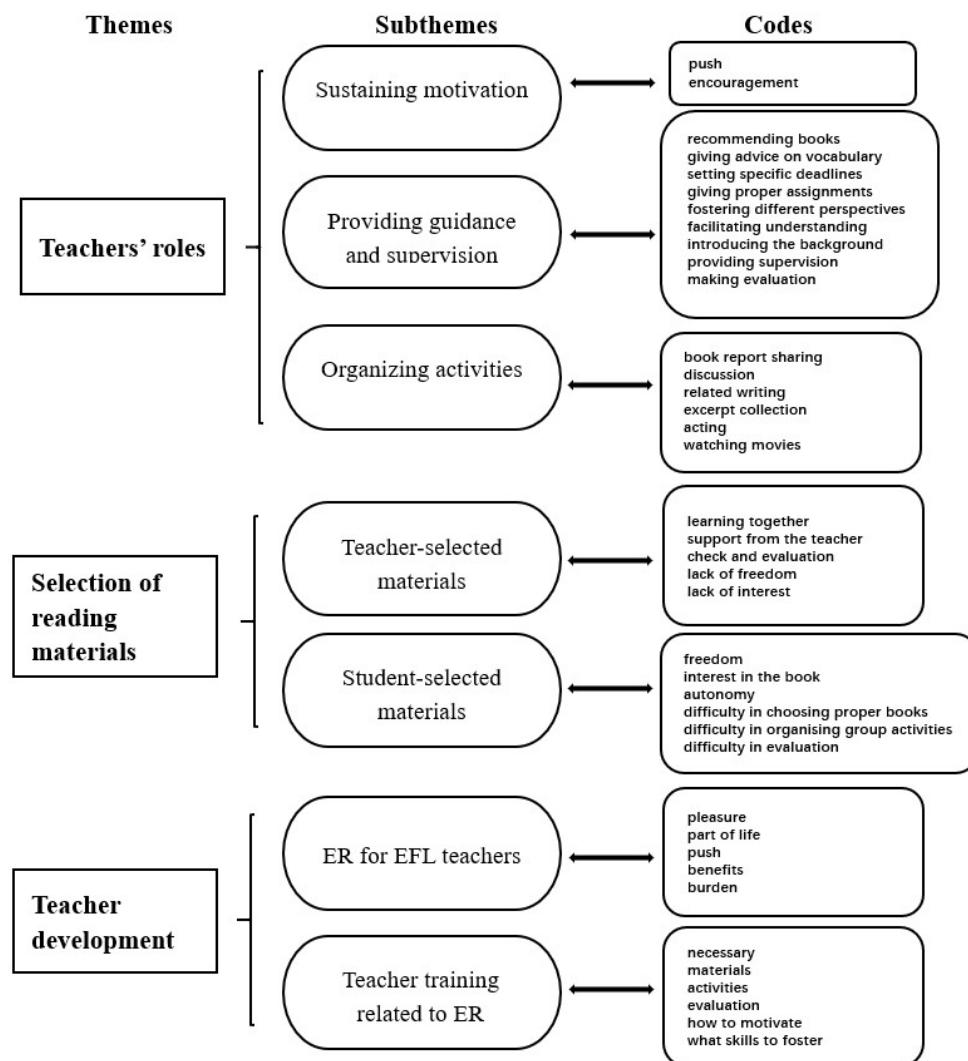 Themes
Subthemes
Codes
Teachers’ roles
Sustaining motivation
push
encouragement
Providing guidance
and supervision
recommending books
giving advice on vocabulary
setting specific deadlines
giving proper assignments
fostering different perspectives
facilitating understanding
introducing the background
providing supervision
making evaluation
Organizing activities
book report sharing
discussion
related writing
excerpt collection
acting
watching movies
Selection of
reading
materials
Teacher-selected
materials
learning together
support from the teacher
check and evaluation
lack of freedom
lack of interest
Student-selected
materials
freedom
interest in the book
autonomy
difficulty in choosing proper books
difficulty in organising group activities
difficulty in evaluation
Teacher
development
ER for EFL teachers
pleasure
part of life
push
benefits
burden
Teacher training
related to ER
necessary
materials
activities
evaluation
how to motivate
what skills to foster